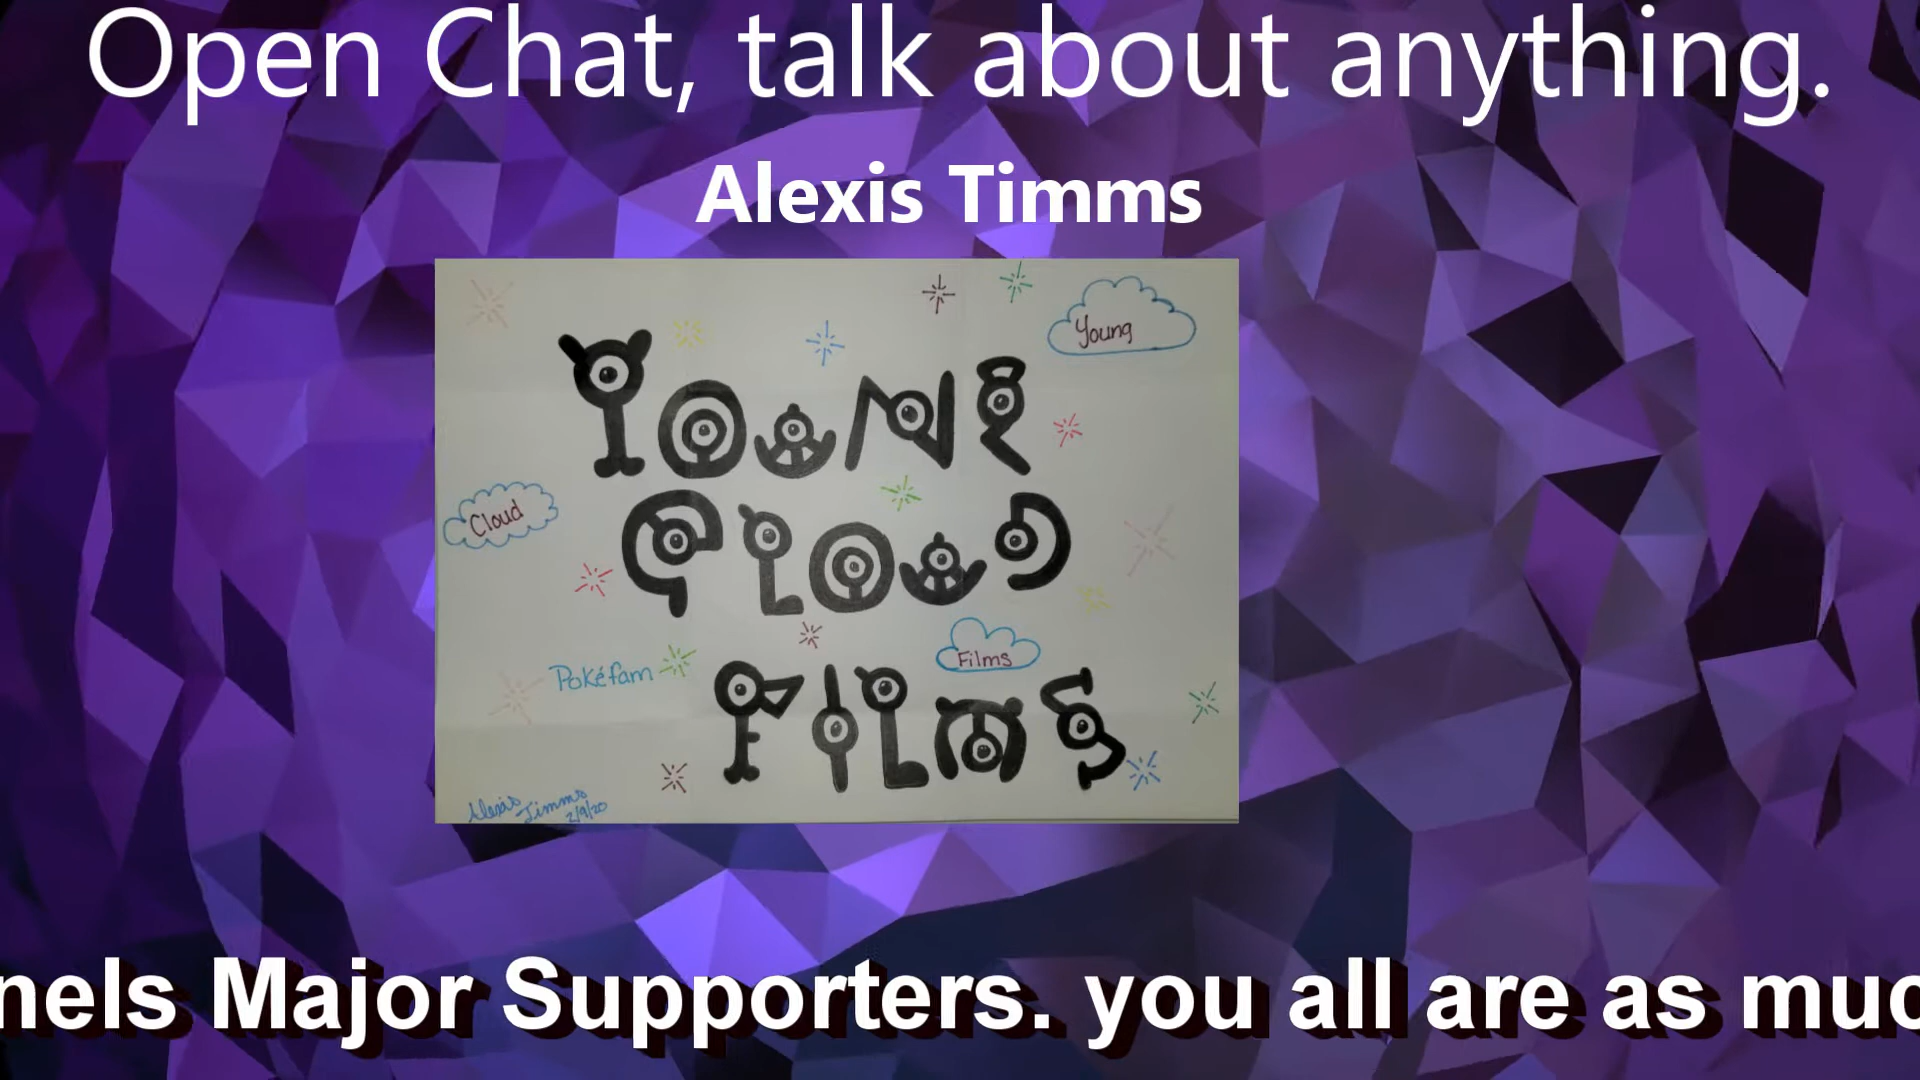 Open Chat, talk about anything.
Alexis Timms
Young
YOUNG
Cloud
CLOUD
Films
Pokéfam
FILMS
Alexis
Timms
2/9/20
nels Major Supporters. you all are as muc